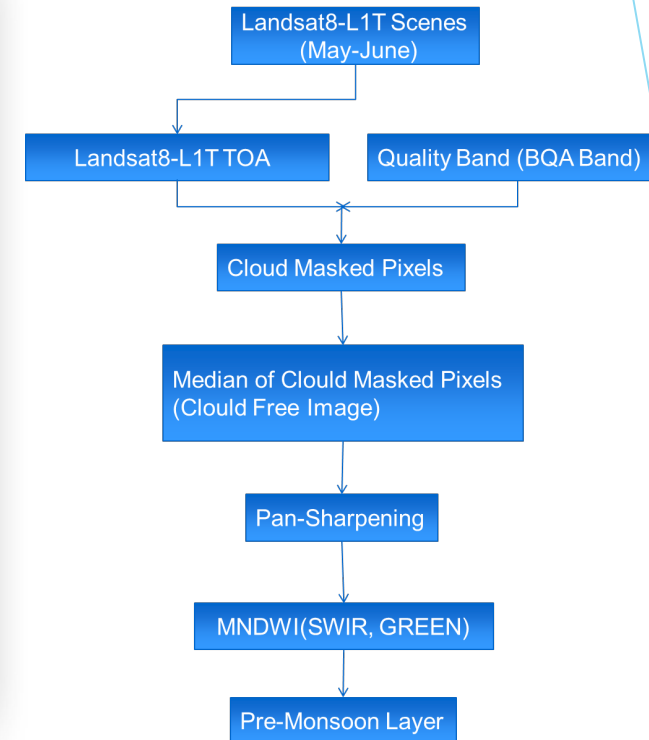 Landsat8-L1T Scenes
(May-June)
Landsat8-L1T TOA
Quality Band (BQA Band)
Cloud Masked Pixels
Median of Clould Masked Pixels
(Clould Free Image)
Pan-Sharpening
MNDWI(SWIR, GREEN)
Pre-Monsoon Layer